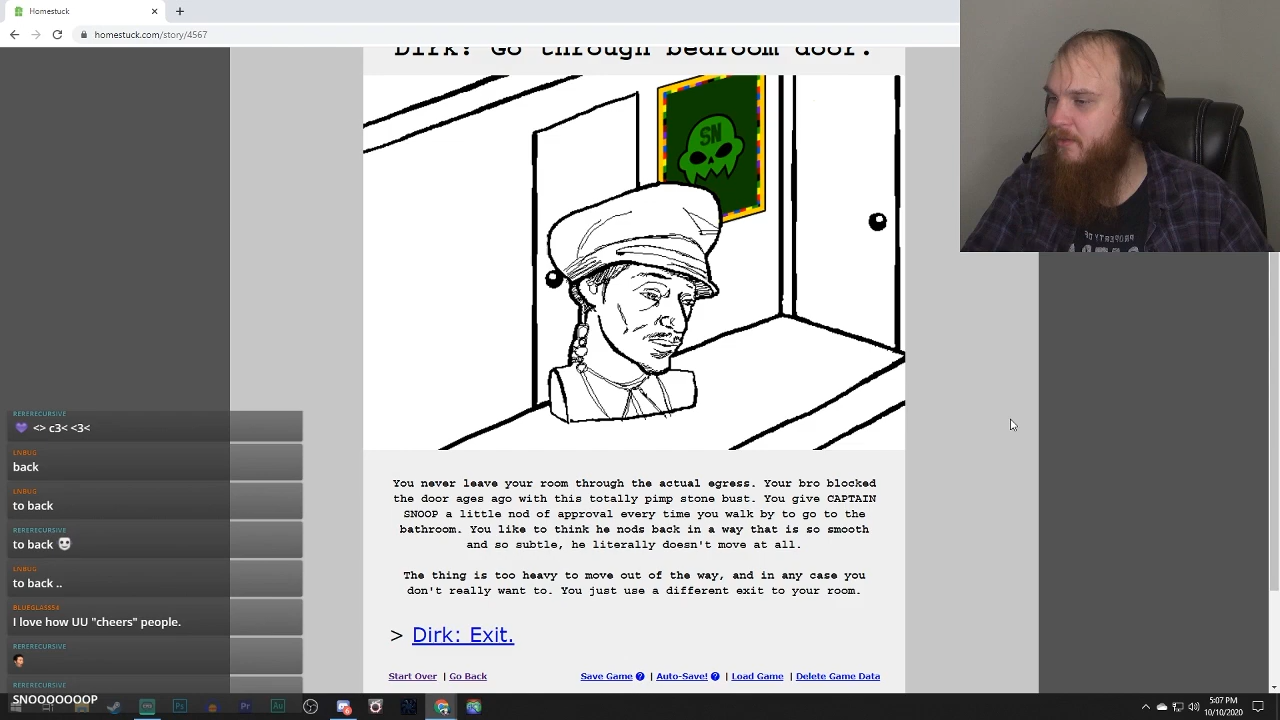 Homestuck
homestuck.com/story/4567
Dirk: Go through bedroom door.
SN
PROPERTY OF
You never leave your room through the actual egress. Your bro blocked
the door ages ago with this totally pimp stone bust. You give CAPTAIN
SNOOP a little nod of approval every time you walk by to go to the
bathroom. You like to think he nods back in a way that is so smooth
and so subtle, he literally doesn't move at all.
The thing is too heavy to move out of the way, and in any case you
don't really want to. You just use a different exit to your room.
> Dirk: Exit.
Start Over | Go Back
Save Game ? | Auto-Save! ? | Load Game | Delete Game Data
RERERECURSIVE
💜 <> c3< <3<
LNBUG
back
LNBUG
to back
RERERECURSIVE
to back
LNBUG
to back ..
I love how UU "cheers" people.
RERERECURSIVE
RERERECURSIVE
SNOOQOOOOP
5:07 PM
10/10/2020